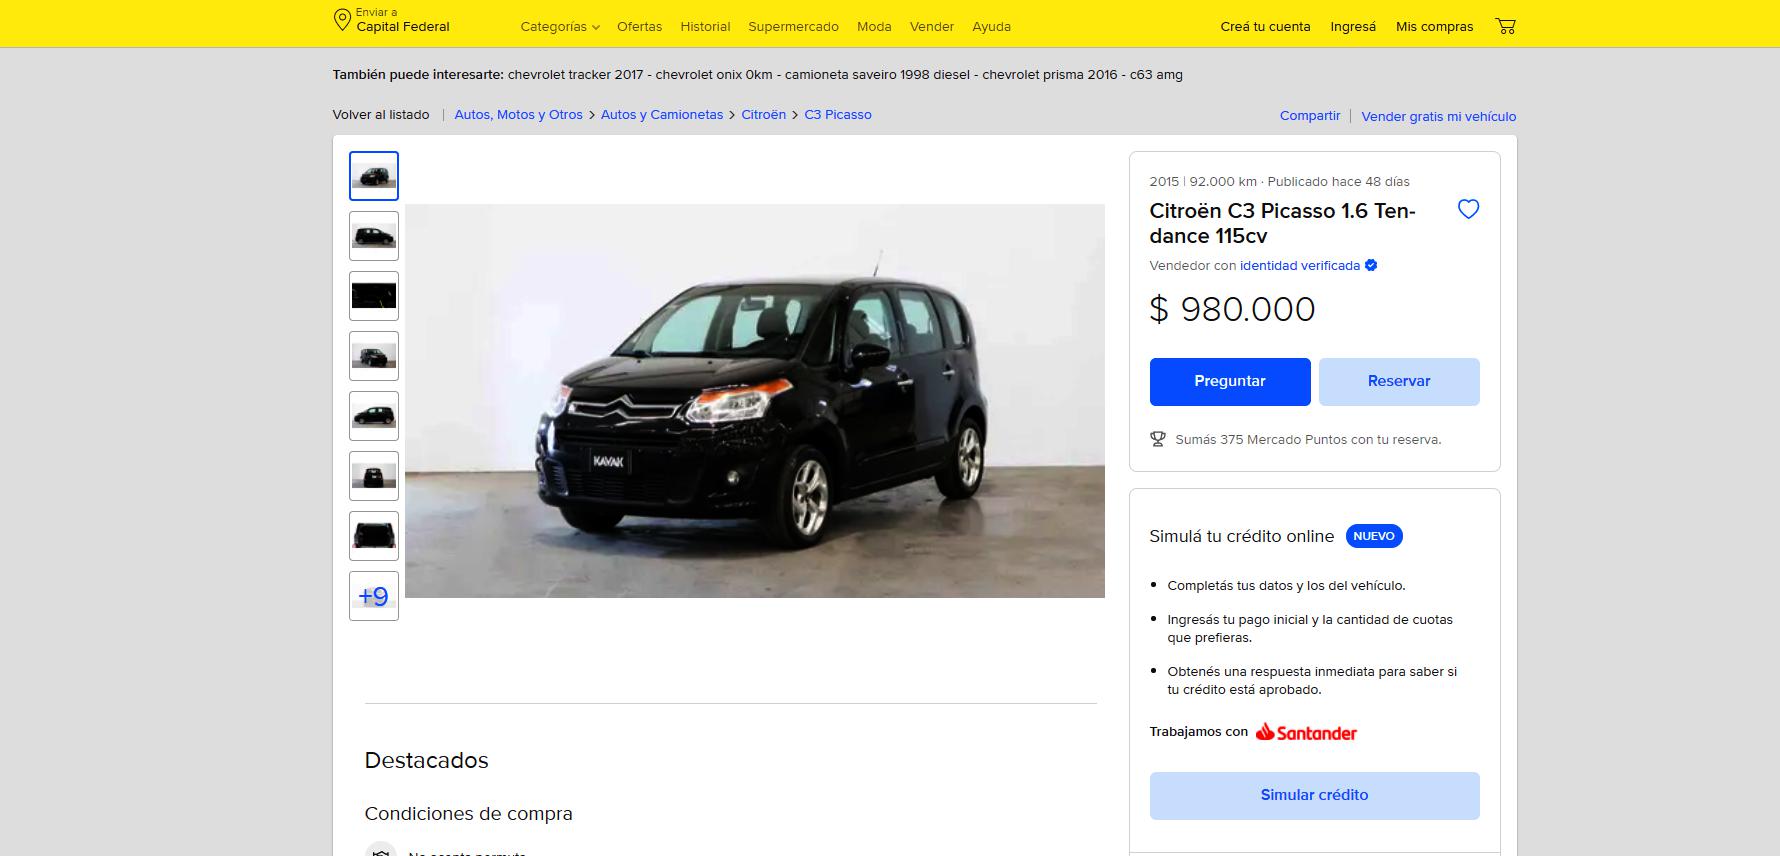 Enviar a
Capital Federal
Categorías
Ofertas
Historial
Supermercado
Moda
Vender
Ayuda
Creá tu cuenta
Ingresá
Mis compras
También puede interesarte: chevrolet tracker 2017 - chevrolet onix 0km - camioneta saveiro 1998 diesel - chevrolet prisma 2016 - c63 amg
Volver al listado | Autos, Motos y Otros > Autos y Camionetas > Citroën > C3 Picasso
Compartir | Vender gratis mi vehículo
KAVAK
+9
2015 | 92.000 km · Publicado hace 48 días
Citroën C3 Picasso 1.6 Ten-
dance 115cv
Vendedor con identidad verificada
$ 980.000
Preguntar
Reservar
Sumás 375 Mercado Puntos con tu reserva.
Simulá tu crédito online NUEVO
• Completás tus datos y los del vehículo.
• Ingresás tu pago inicial y la cantidad de cuotas
que prefieras.
• Obtenés una respuesta inmediata para saber si
tu crédito está aprobado.
Trabajamos con Santander
Simular crédito
Destacados
Condiciones de compra
No acepta permuta